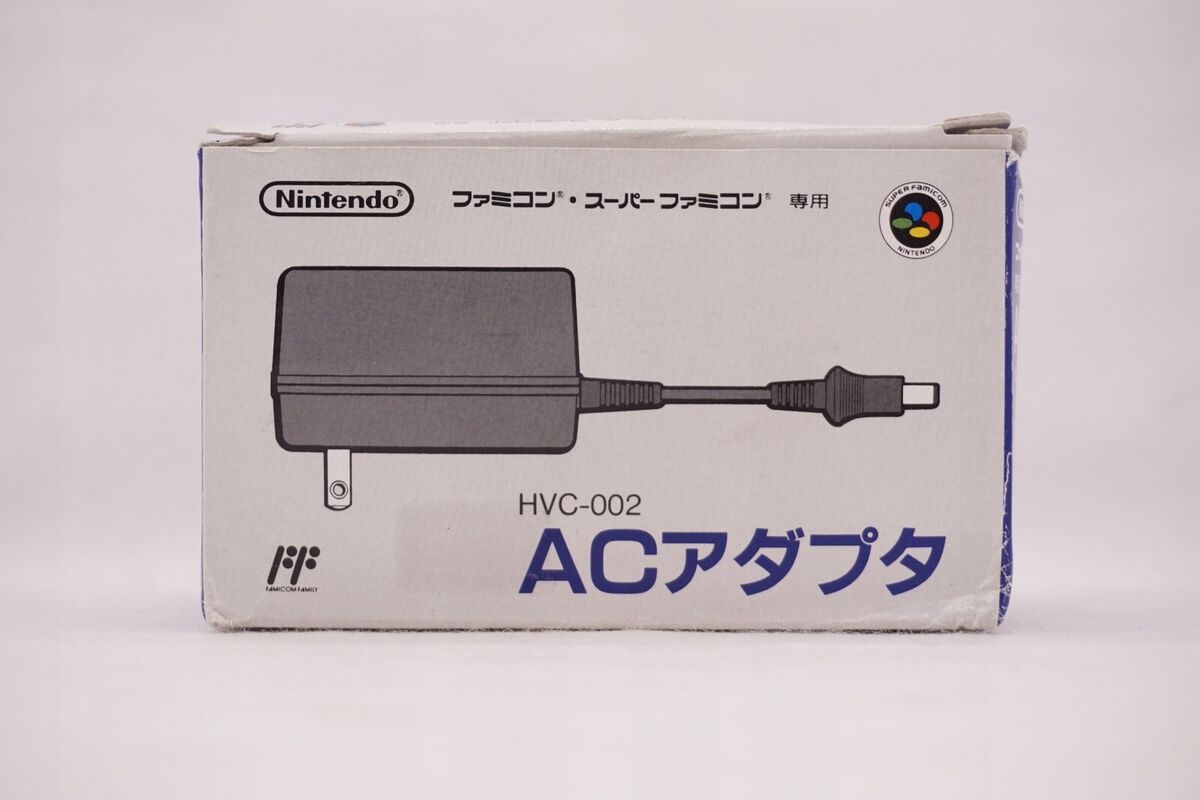 Nintendo®
ファミコン®・スーパーファミコン® 専用
SUPER FAMICOM
NINTENDO
HVC-002
ACアダプタ
FAMICOM FAMILY